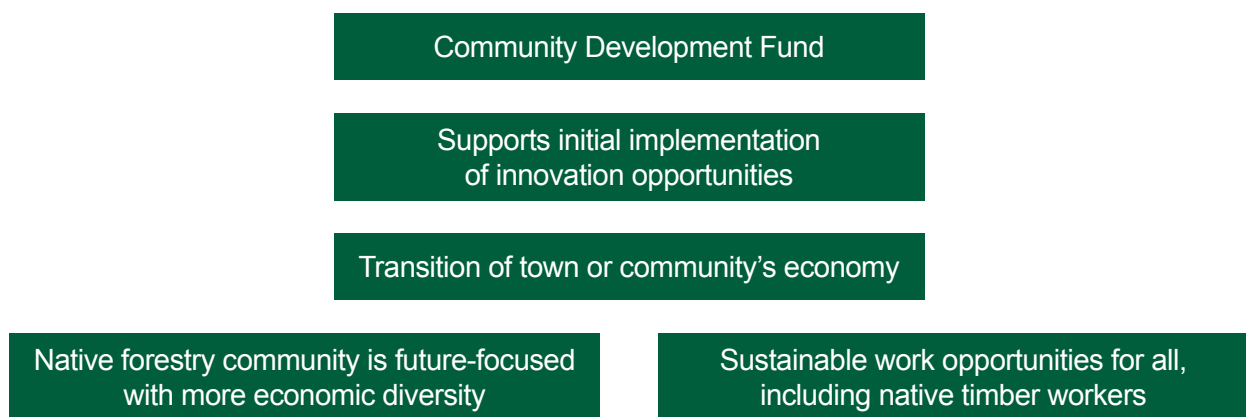 Community Development Fund
Supports initial implementation
of innovation opportunities
Transition of town or community’s economy
Native forestry community is future-focused
with more economic diversity
Sustainable work opportunities for all,
including native timber workers